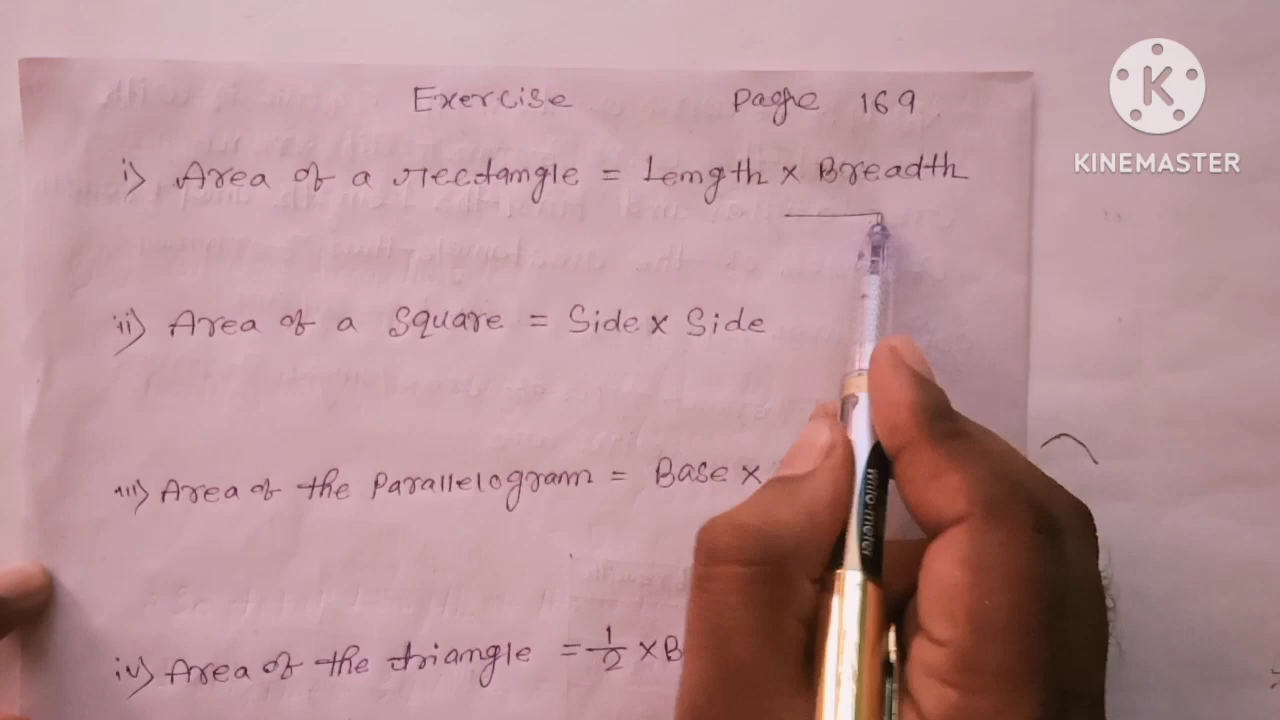 Exercise Page 169
i) Area of a rectangle = Length × Breadth
ii) Area of a Square = Side × Side
iii) Area of the Parallelogram = Base ×
iv) Area of the triangle = 1/2 × B
K
KINEMASTER